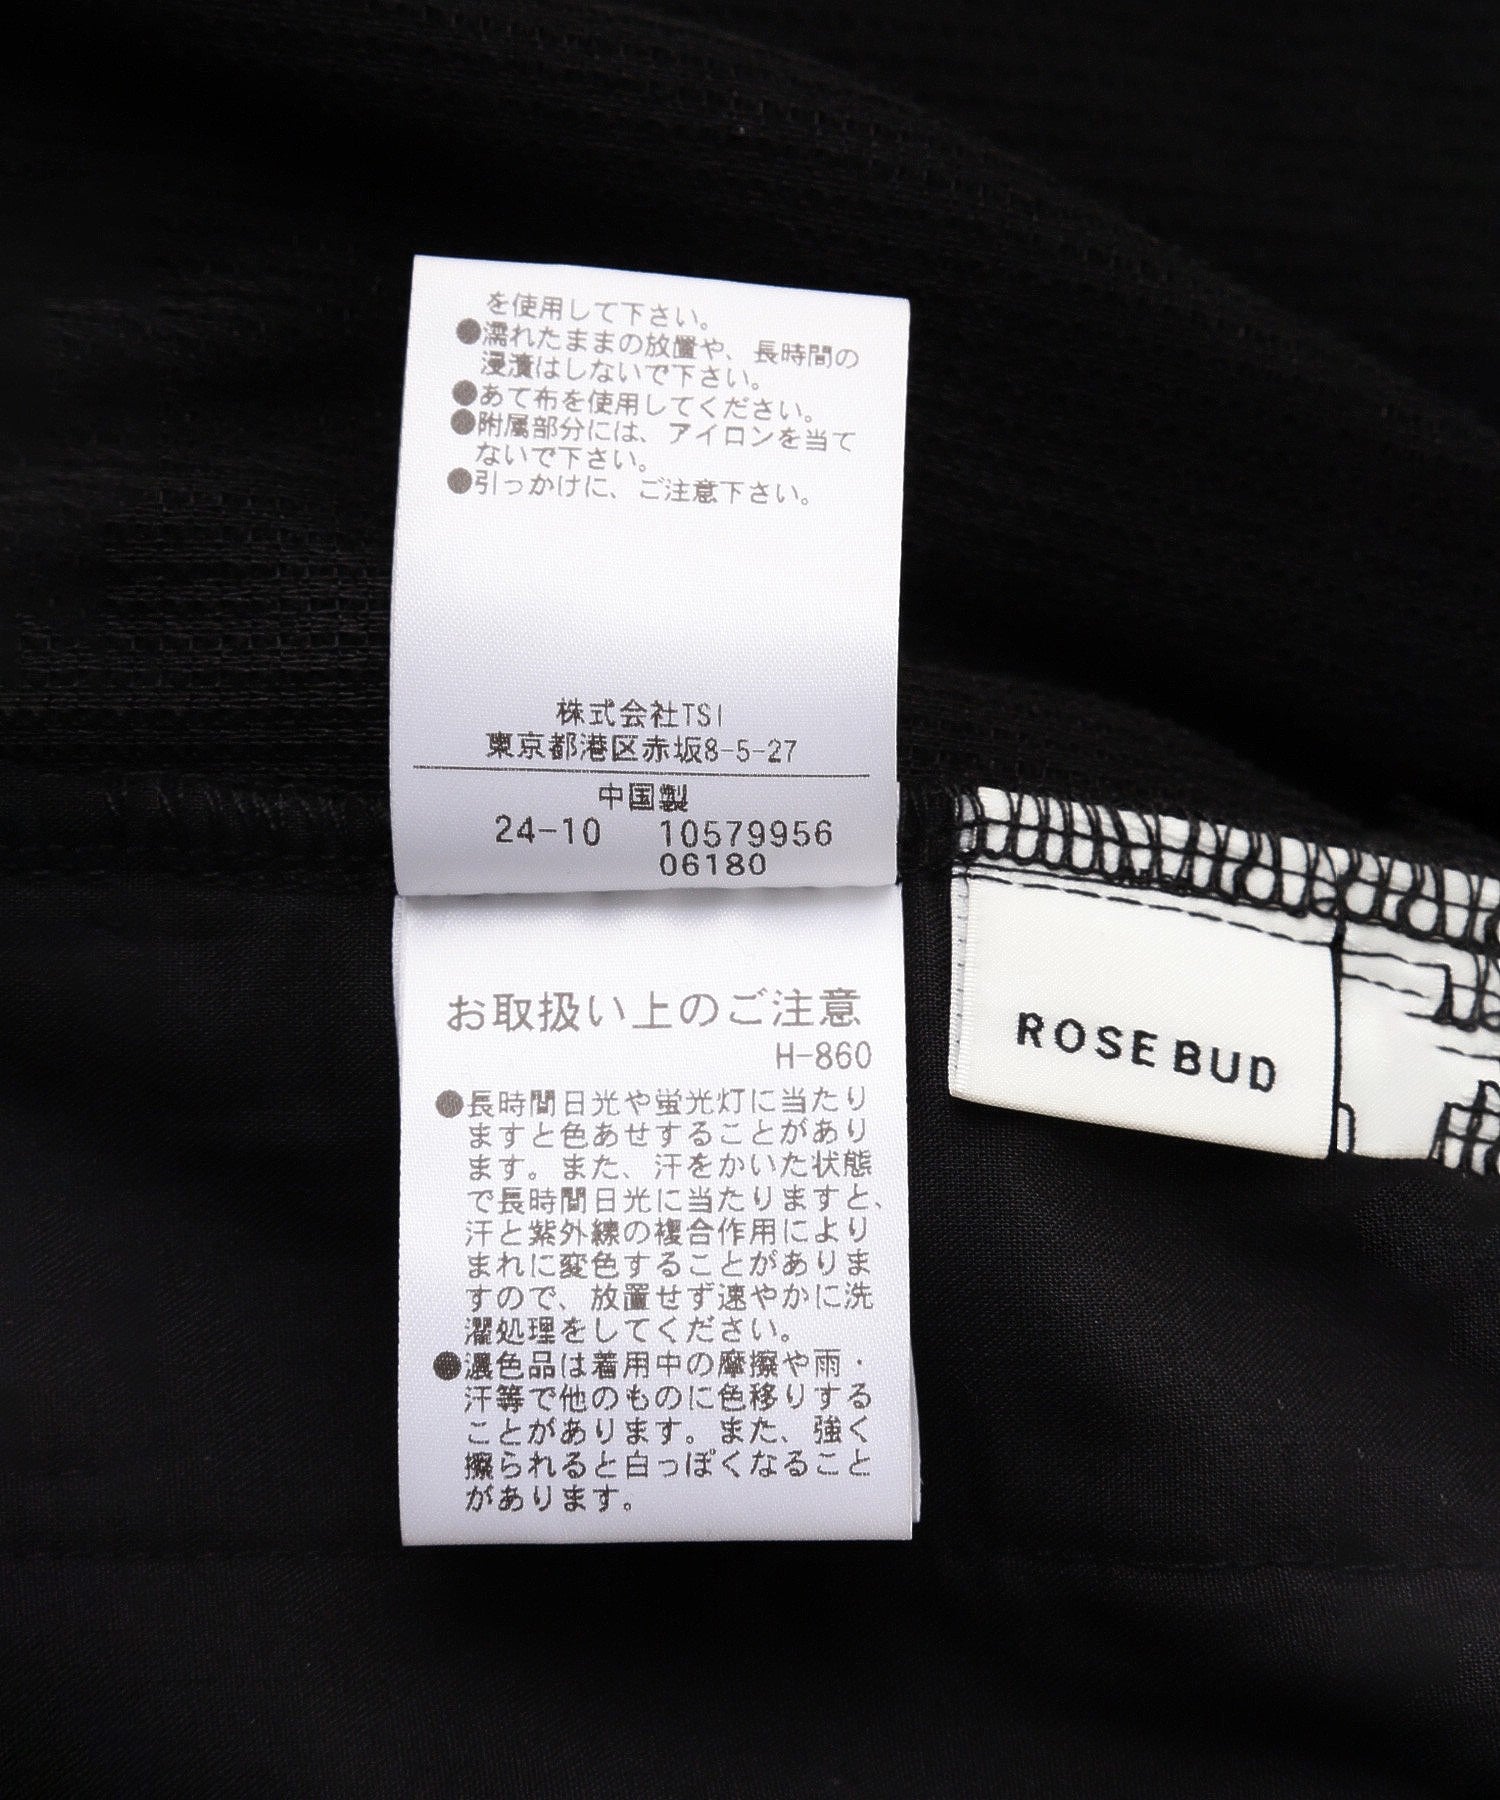 を使用して下さい。
●濡れたままの放置や、長時間の
浸漬はしないで下さい。
●あて布を使用してください。
●附属部分には、アイロンを当て
ないで下さい。
●引っかけに、ご注意下さい。
株式会社TSI
東京都港区赤坂8-5-27
中国製
24-10 10579956
06180
お取扱い上のご注意
H-860
●長時間日光や蛍光灯に当たり
ますと色あせすることがあり
ます。また、汗をかいた状態
で長時間日光に当たりますと、
汗と紫外線の複合作用により
まれに変色することがありま
すので、放置せず速やかに洗
濯処理をしてください。
●濃色品は着用中の摩擦や雨・
汗等で他のものに色移りする
ことがあります。また、強く
擦られると白っぽくなること
があります。
ROSE BUD